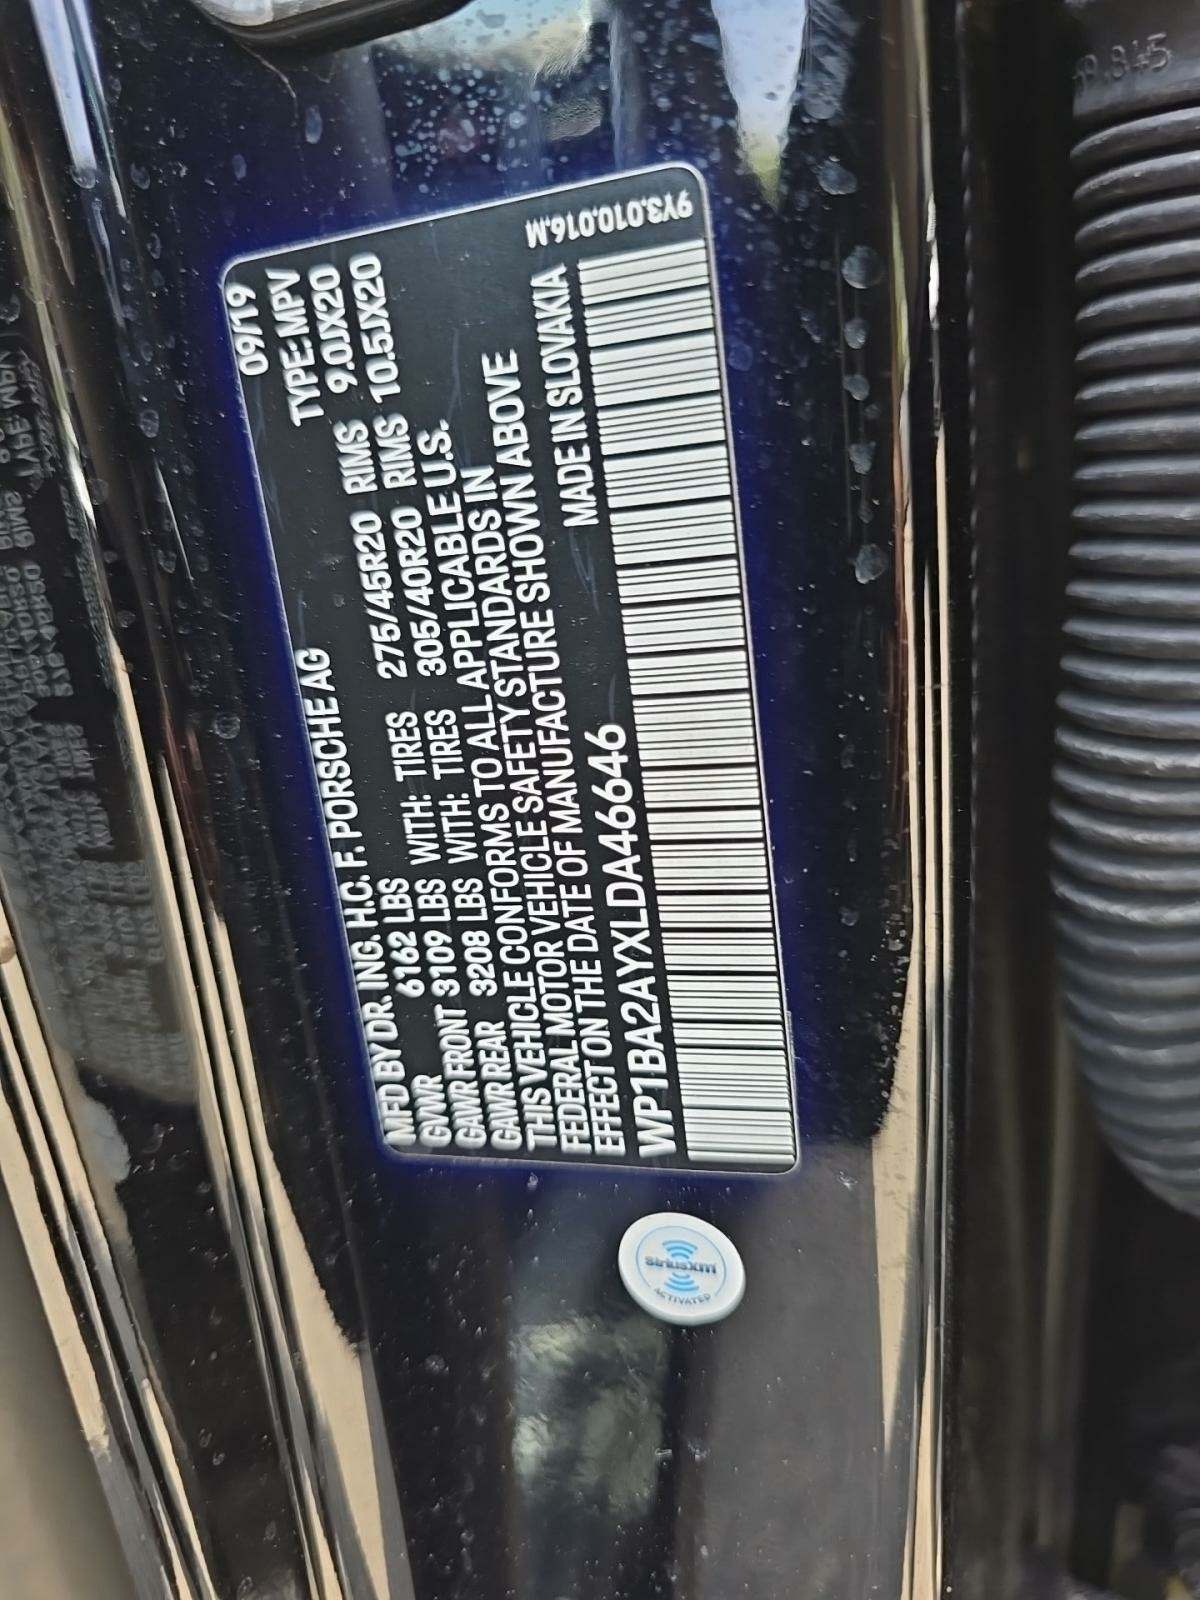 MFD BY DR. ING. H.C. F. PORSCHE AG 09/19
GVWR 6162 LBS TYPE: MPV
GAWR FRONT 3109 LBS WITH: TIRES 275/45R20 RIMS 9.0JX20
GAWR REAR 3208 LBS WITH: TIRES 305/40R20 RIMS 10.5JX20
THIS VEHICLE CONFORMS TO ALL APPLICABLE U.S.
FEDERAL MOTOR VEHICLE SAFETY STANDARDS IN
EFFECT ON THE DATE OF MANUFACTURE SHOWN ABOVE
WP1BA2AYXLDA46646 MADE IN SLOVAKIA
9Y3.010.016.M
siriusxm
ACTIVATED